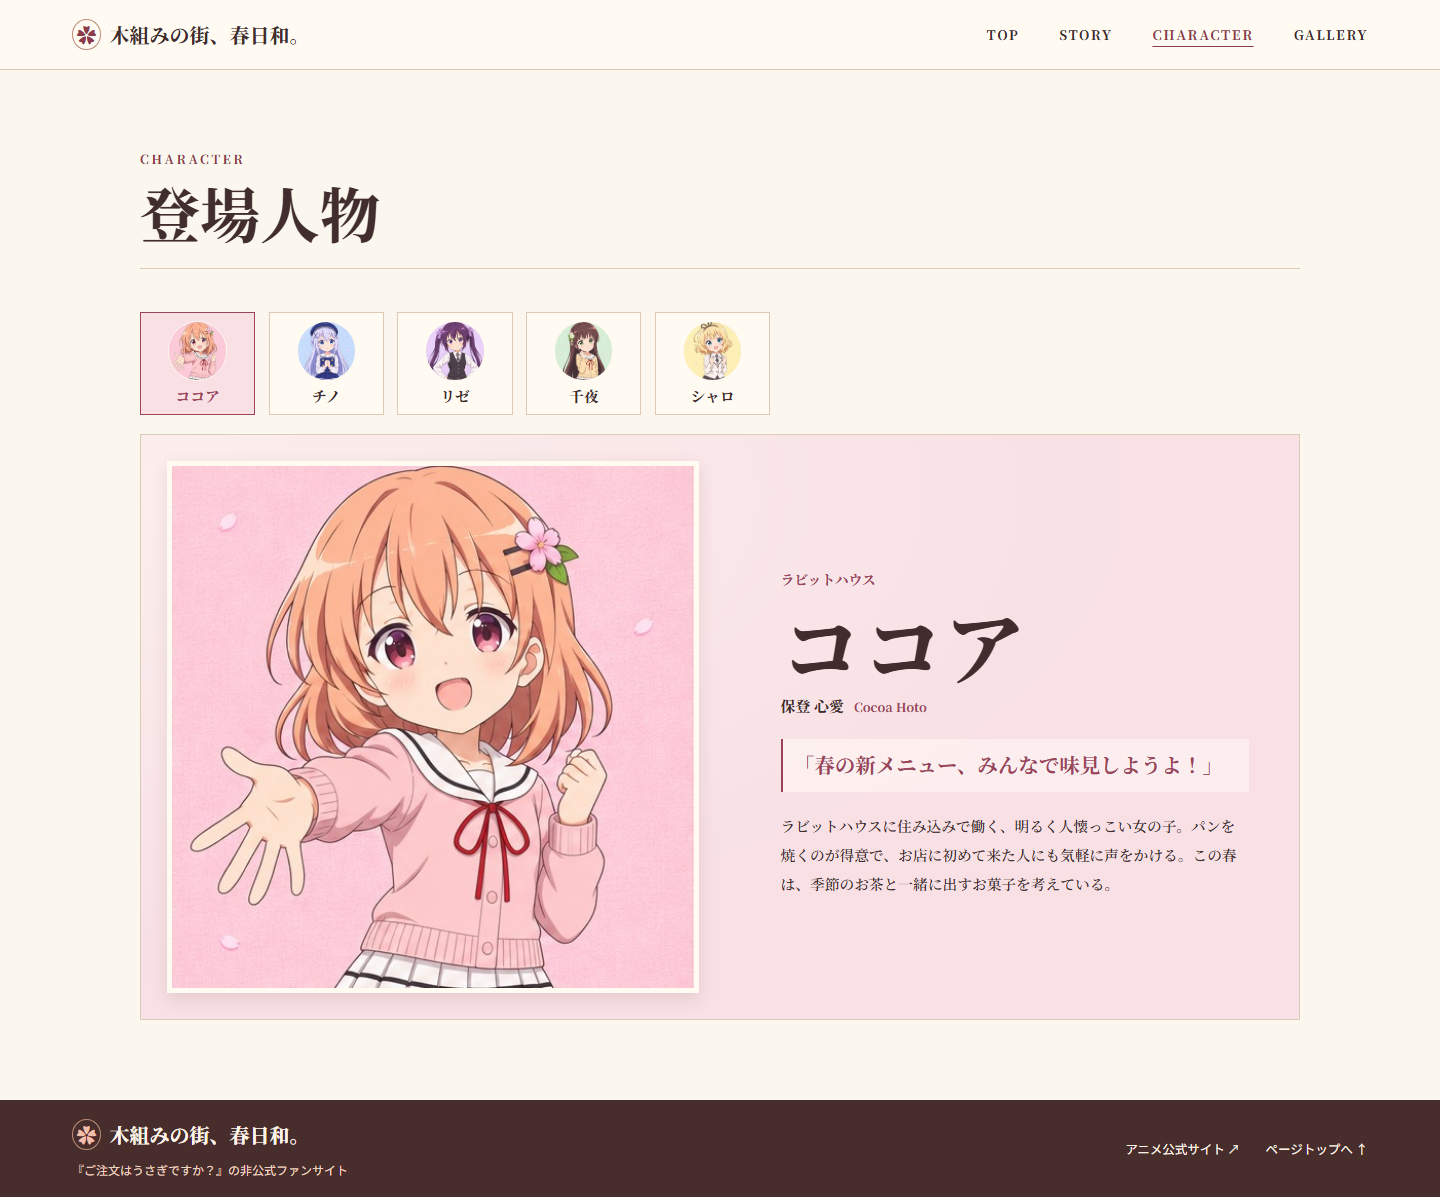 木組みの街、春日和。
TOP STORY CHARACTER GALLERY
CHARACTER
登場人物
ココア チノ リゼ 千夜 シャロ
ラビットハウス
ココア
保登 心愛 Cocoa Hoto
「春の新メニュー、みんなで味見しようよ！」
ラビットハウスに住み込みで働く、明るく人懐っこい女の子。パンを
焼くのが得意で、お店に初めて来た人にも気軽に声をかける。この春
は、季節のお茶と一緒に出すお菓子を考えている。
木組みの街、春日和。
『ご注文はうさぎですか？』の非公式ファンサイト
アニメ公式サイト ↗ ページトップへ ↑